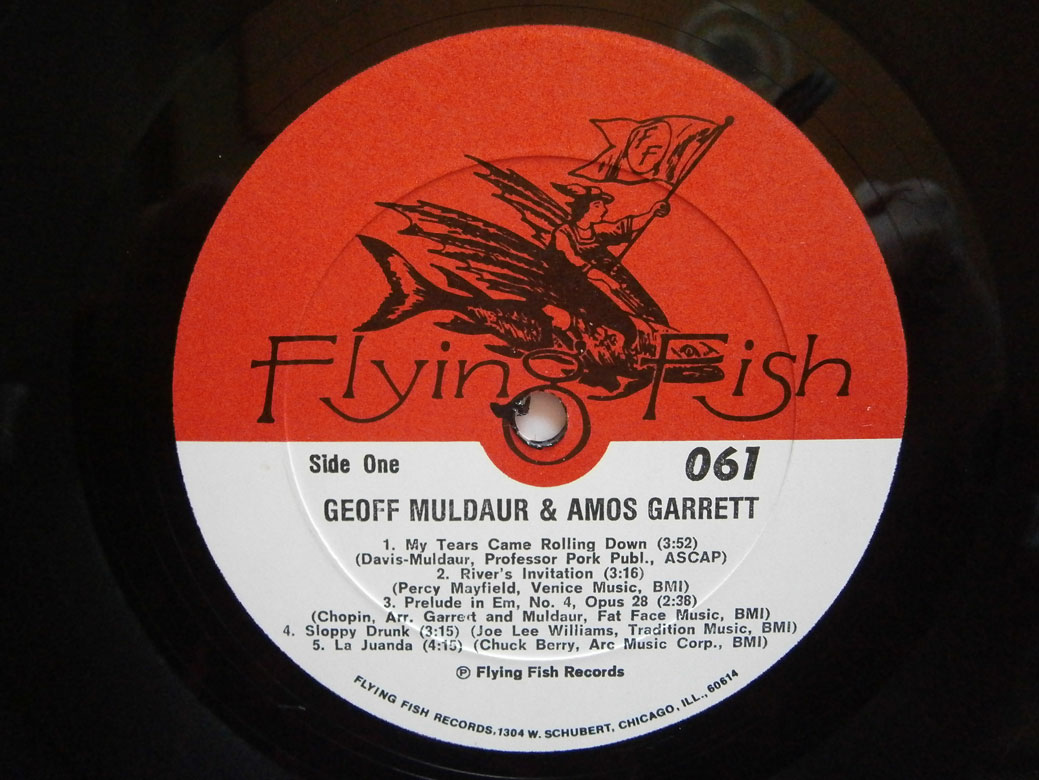 FF
Flying Fish
Side One
061
GEOFF MULDAUR & AMOS GARRETT
1. My Tears Came Rolling Down (3:52)
(Davis-Muldaur, Professor Pork Publ., ASCAP)
2. River's Invitation (3:16)
(Percy Mayfield, Venice Music, BMI)
3. Prelude in Em, No. 4, Opus 28 (2:38)
(Chopin, Arr. Garrett and Muldaur, Fat Face Music, BMI)
4. Sloppy Drunk (3:15) (Joe Lee Williams, Tradition Music, BMI)
5. La Juanda (4:15) (Chuck Berry, Arc Music Corp., BMI)
℗ Flying Fish Records
FLYING FISH RECORDS, 1304 W. SCHUBERT, CHICAGO, ILL., 60614